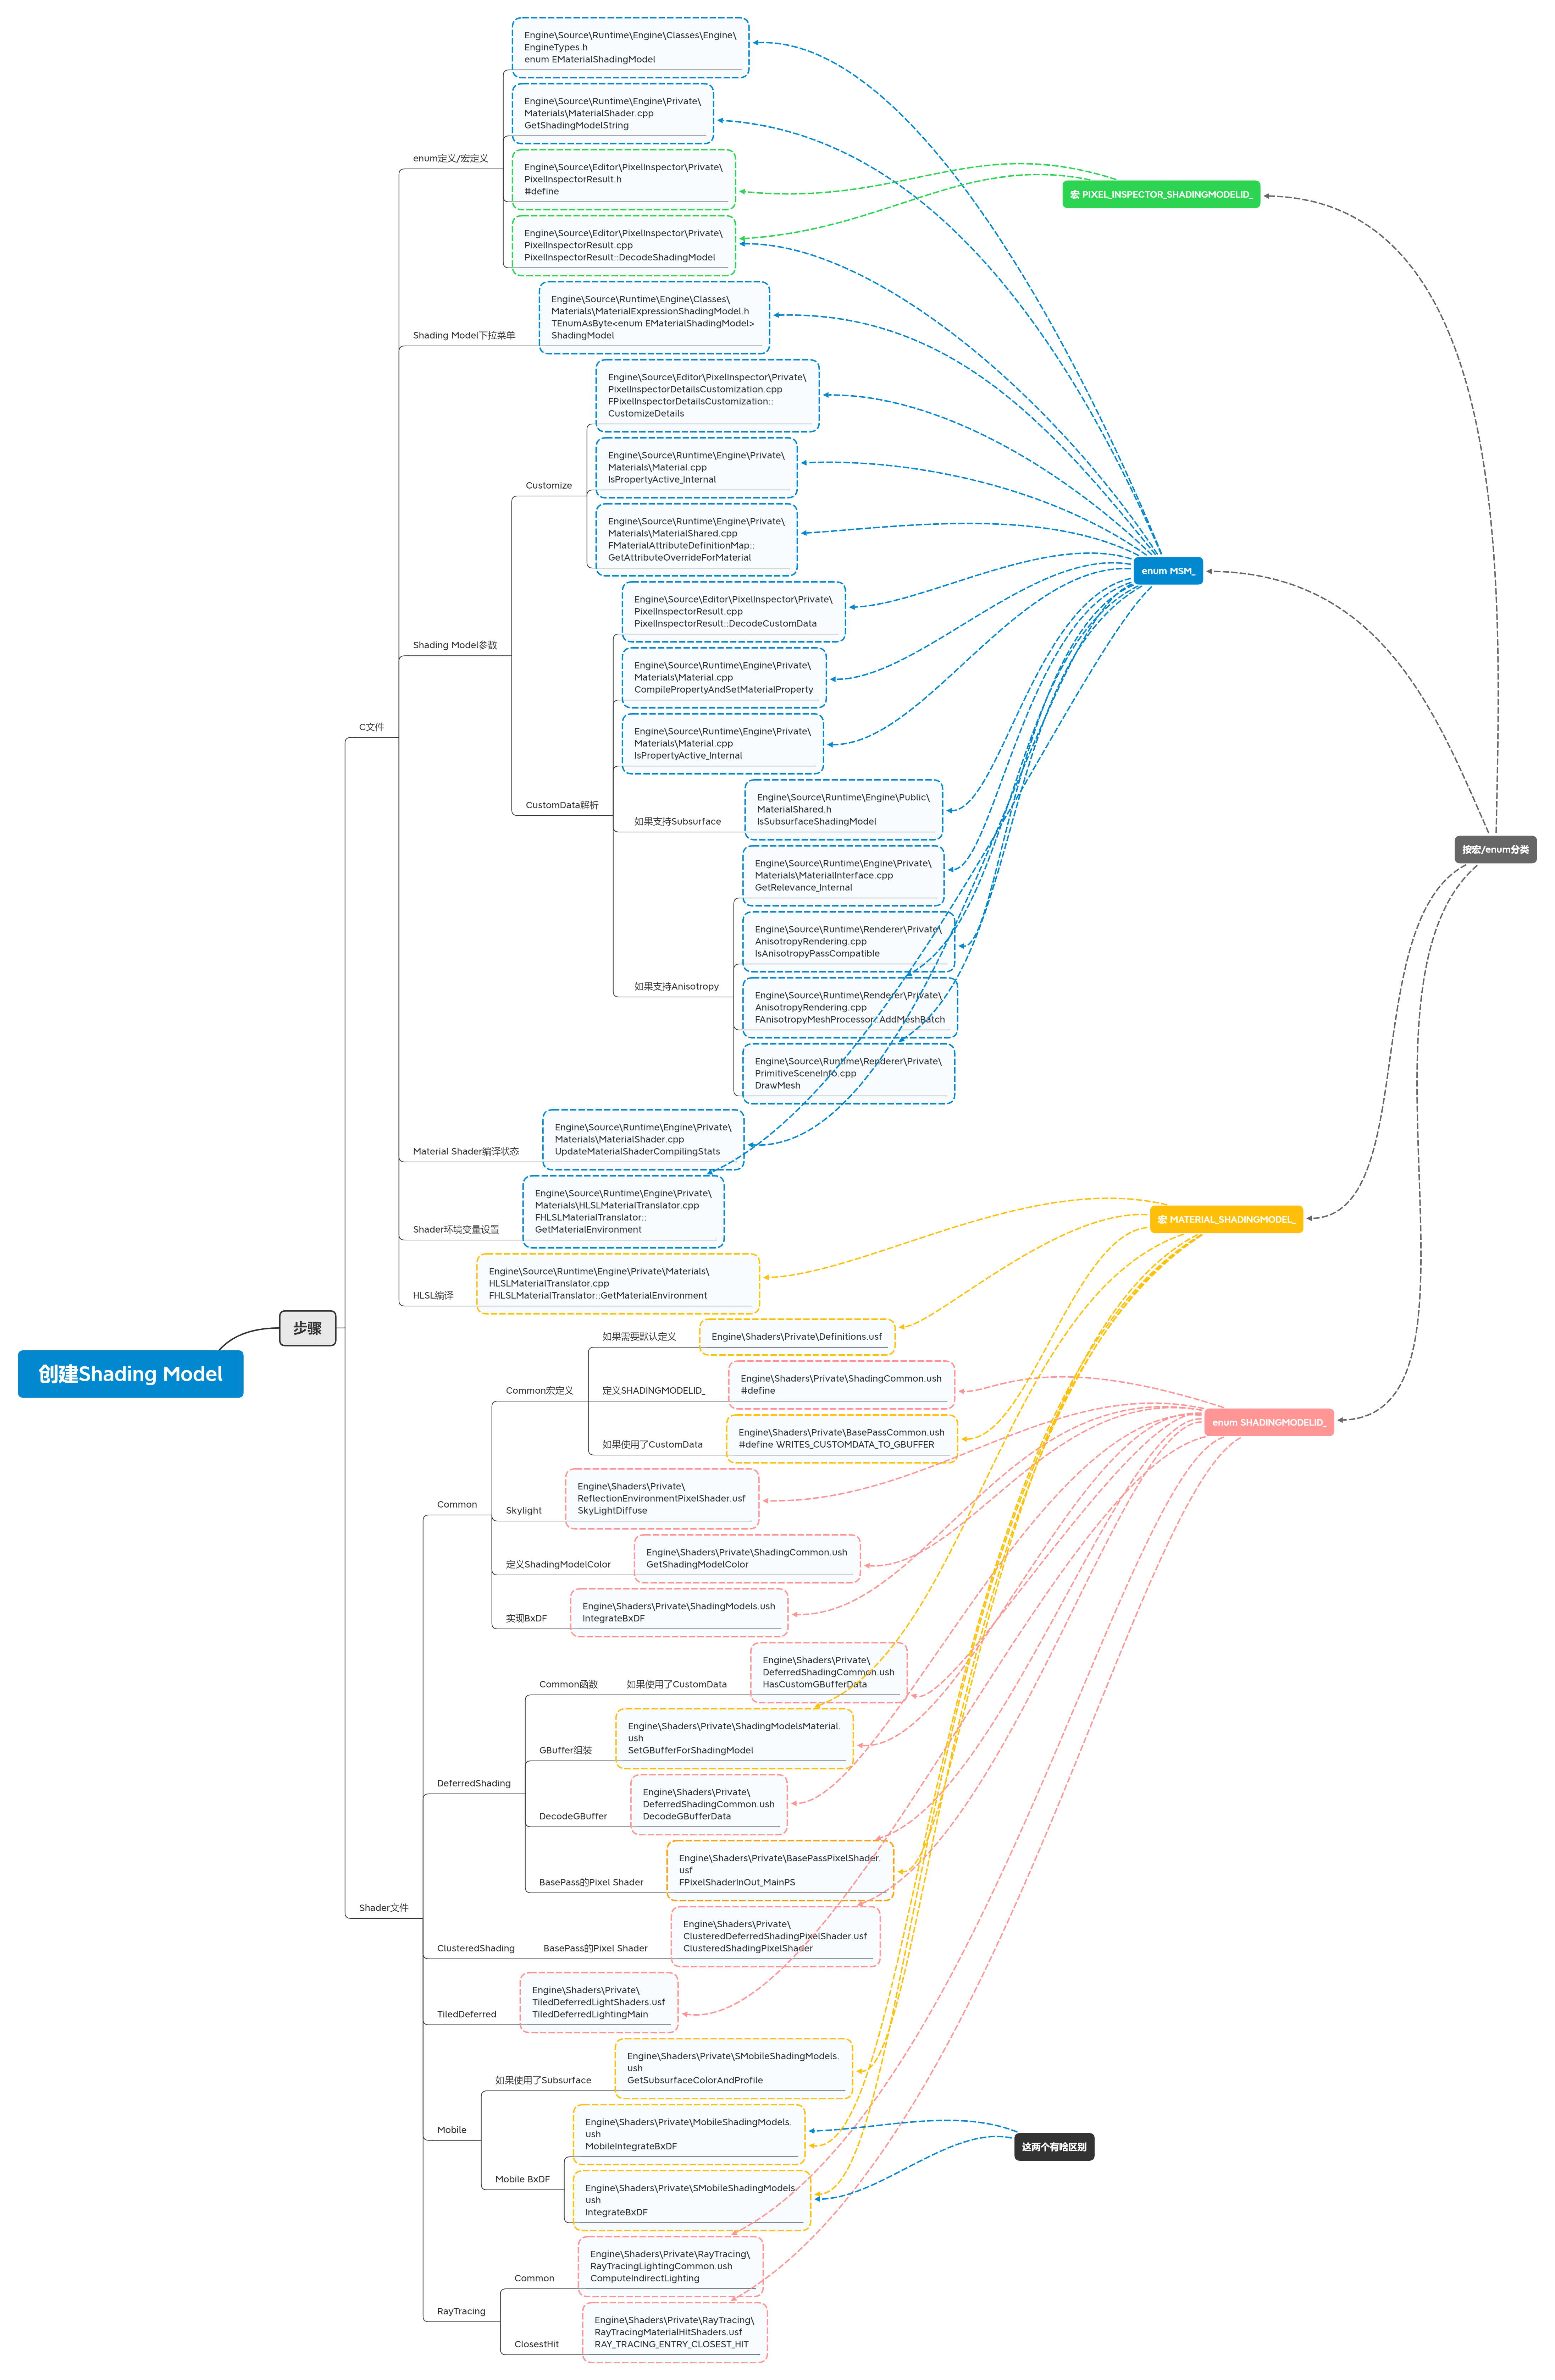 创建Shading Model
步骤
C文件
enum定义/宏定义
Engine\Source\Runtime\Engine\Classes\Engine\
EngineTypes.h
enum EMaterialShadingModel
Engine\Source\Runtime\Engine\Private\
Materials\MaterialShader.cpp
GetShadingModelString
Engine\Source\Editor\PixelInspector\Private\
PixelInspectorResult.h
#define
Engine\Source\Editor\PixelInspector\Private\
PixelInspectorResult.cpp
PixelInspectorResult::DecodeShadingModel
Shading Model下拉菜单
Engine\Source\Runtime\Engine\Classes\
Materials\MaterialExpressionShadingModel.h
TEnumAsByte<enum EMaterialShadingModel>
ShadingModel
Shading Model参数
Customize
Engine\Source\Editor\PixelInspector\Private\
PixelInspectorDetailsCustomization.cpp
FPixelInspectorDetailsCustomization::
CustomizeDetails
Engine\Source\Runtime\Engine\Private\
Materials\Material.cpp
IsPropertyActive_Internal
Engine\Source\Runtime\Engine\Private\
Materials\MaterialShared.cpp
FMaterialAttributeDefinitionMap::
GetAttributeOverrideForMaterial
CustomData解析
Engine\Source\Editor\PixelInspector\Private\
PixelInspectorResult.cpp
PixelInspectorResult::DecodeCustomData
Engine\Source\Runtime\Engine\Private\
Materials\Material.cpp
CompilePropertyAndSetMaterialProperty
Engine\Source\Runtime\Engine\Private\
Materials\Material.cpp
IsPropertyActive_Internal
如果支持Subsurface
Engine\Source\Runtime\Engine\Public\
MaterialShared.h
IsSubsurfaceShadingModel
如果支持Anisotropy
Engine\Source\Runtime\Engine\Private\
Materials\MaterialInterface.cpp
GetRelevance_Internal
Engine\Source\Runtime\Renderer\Private\
AnisotropyRendering.cpp
IsAnisotropyPassCompatible
Engine\Source\Runtime\Renderer\Private\
AnisotropyRendering.cpp
FAnisotropyMeshProcessor::AddMeshBatch
Engine\Source\Runtime\Renderer\Private\
PrimitiveSceneInfo.cpp
DrawMesh
Material Shader编译状态
Engine\Source\Runtime\Engine\Private\
Materials\MaterialShader.cpp
UpdateMaterialShaderCompilingStats
Shader环境变量设置
Engine\Source\Runtime\Engine\Private\
Materials\HLSLMaterialTranslator.cpp
FHLSLMaterialTranslator::
GetMaterialEnvironment
HLSL编译
Engine\Source\Runtime\Engine\Private\Materials\
HLSLMaterialTranslator.cpp
FHLSLMaterialTranslator::GetMaterialEnvironment
Shader文件
Common
Common宏定义
如果需要默认定义
Engine\Shaders\Private\Definitions.usf
定义SHADINGMODELID_
Engine\Shaders\Private\ShadingCommon.ush
#define
如果使用了CustomData
Engine\Shaders\Private\BasePassCommon.ush
#define WRITES_CUSTOMDATA_TO_GBUFFER
Skylight
Engine\Shaders\Private\
ReflectionEnvironmentPixelShader.usf
SkyLightDiffuse
定义ShadingModelColor
Engine\Shaders\Private\ShadingCommon.ush
GetShadingModelColor
实现BxDF
Engine\Shaders\Private\ShadingModels.ush
IntegrateBxDF
DeferredShading
Common函数
如果使用了CustomData
Engine\Shaders\Private\
DeferredShadingCommon.ush
HasCustomGBufferData
GBuffer组装
Engine\Shaders\Private\ShadingModelsMaterial.
ush
SetGBufferForShadingModel
DecodeGBuffer
Engine\Shaders\Private\
DeferredShadingCommon.ush
DecodeGBufferData
BasePass的Pixel Shader
Engine\Shaders\Private\BasePassPixelShader.
usf
FPixelShaderInOut_MainPS
ClusteredShading
BasePass的Pixel Shader
Engine\Shaders\Private\
ClusteredDeferredShadingPixelShader.usf
ClusteredShadingPixelShader
TiledDeferred
Engine\Shaders\Private\
TiledDeferredLightShaders.usf
TiledDeferredLightingMain
Mobile
如果使用了Subsurface
Engine\Shaders\Private\SMobileShadingModels.
ush
GetSubsurfaceColorAndProfile
Mobile BxDF
Engine\Shaders\Private\MobileShadingModels.
ush
MobileIntegrateBxDF
Engine\Shaders\Private\SMobileShadingModels.
ush
IntegrateBxDF
RayTracing
Common
Engine\Shaders\Private\RayTracing\
RayTracingLightingCommon.ush
ComputeIndirectLighting
ClosestHit
Engine\Shaders\Private\RayTracing\
RayTracingMaterialHitShaders.usf
RAY_TRACING_ENTRY_CLOSEST_HIT
宏 PIXEL_INSPECTOR_SHADINGMODELID_
enum MSM_
按宏/enum分类
宏 MATERIAL_SHADINGMODEL_
enum SHADINGMODELID_
这两个有啥区别